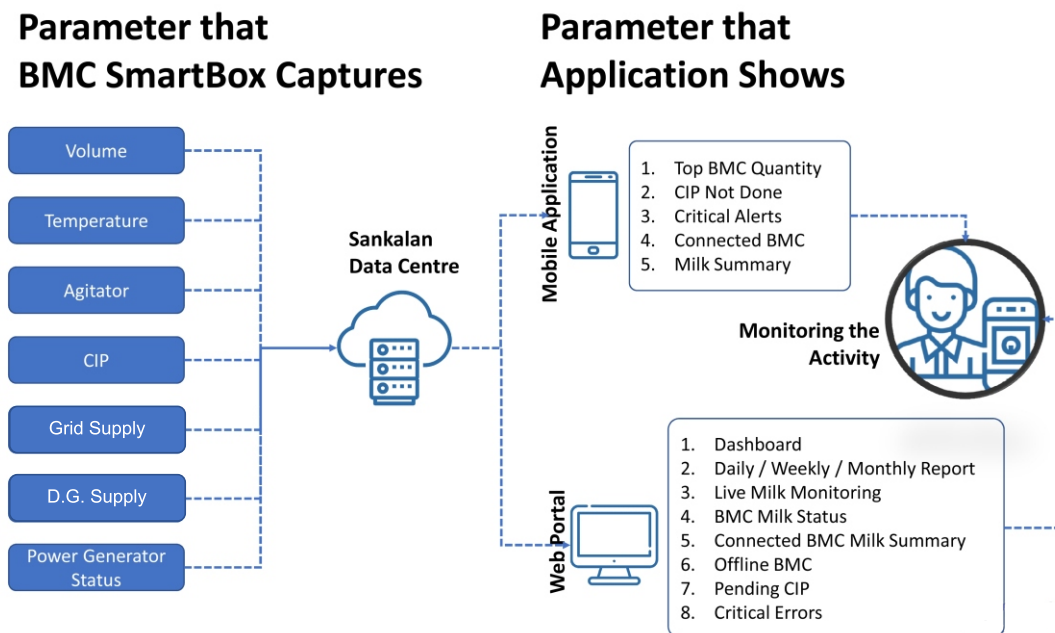 Parameter that
BMC SmartBox Captures
Volume
Temperature
Agitator
CIP
Grid Supply
D.G. Supply
Power Generator
Status
Sankalan
Data Centre
Parameter that
Application Shows
Mobile Application
1. Top BMC Quantity
2. CIP Not Done
3. Critical Alerts
4. Connected BMC
5. Milk Summary
Monitoring the
Activity
Web Portal
1. Dashboard
2. Daily / Weekly / Monthly Report
3. Live Milk Monitoring
4. BMC Milk Status
5. Connected BMC Milk Summary
6. Offline BMC
7. Pending CIP
8. Critical Errors